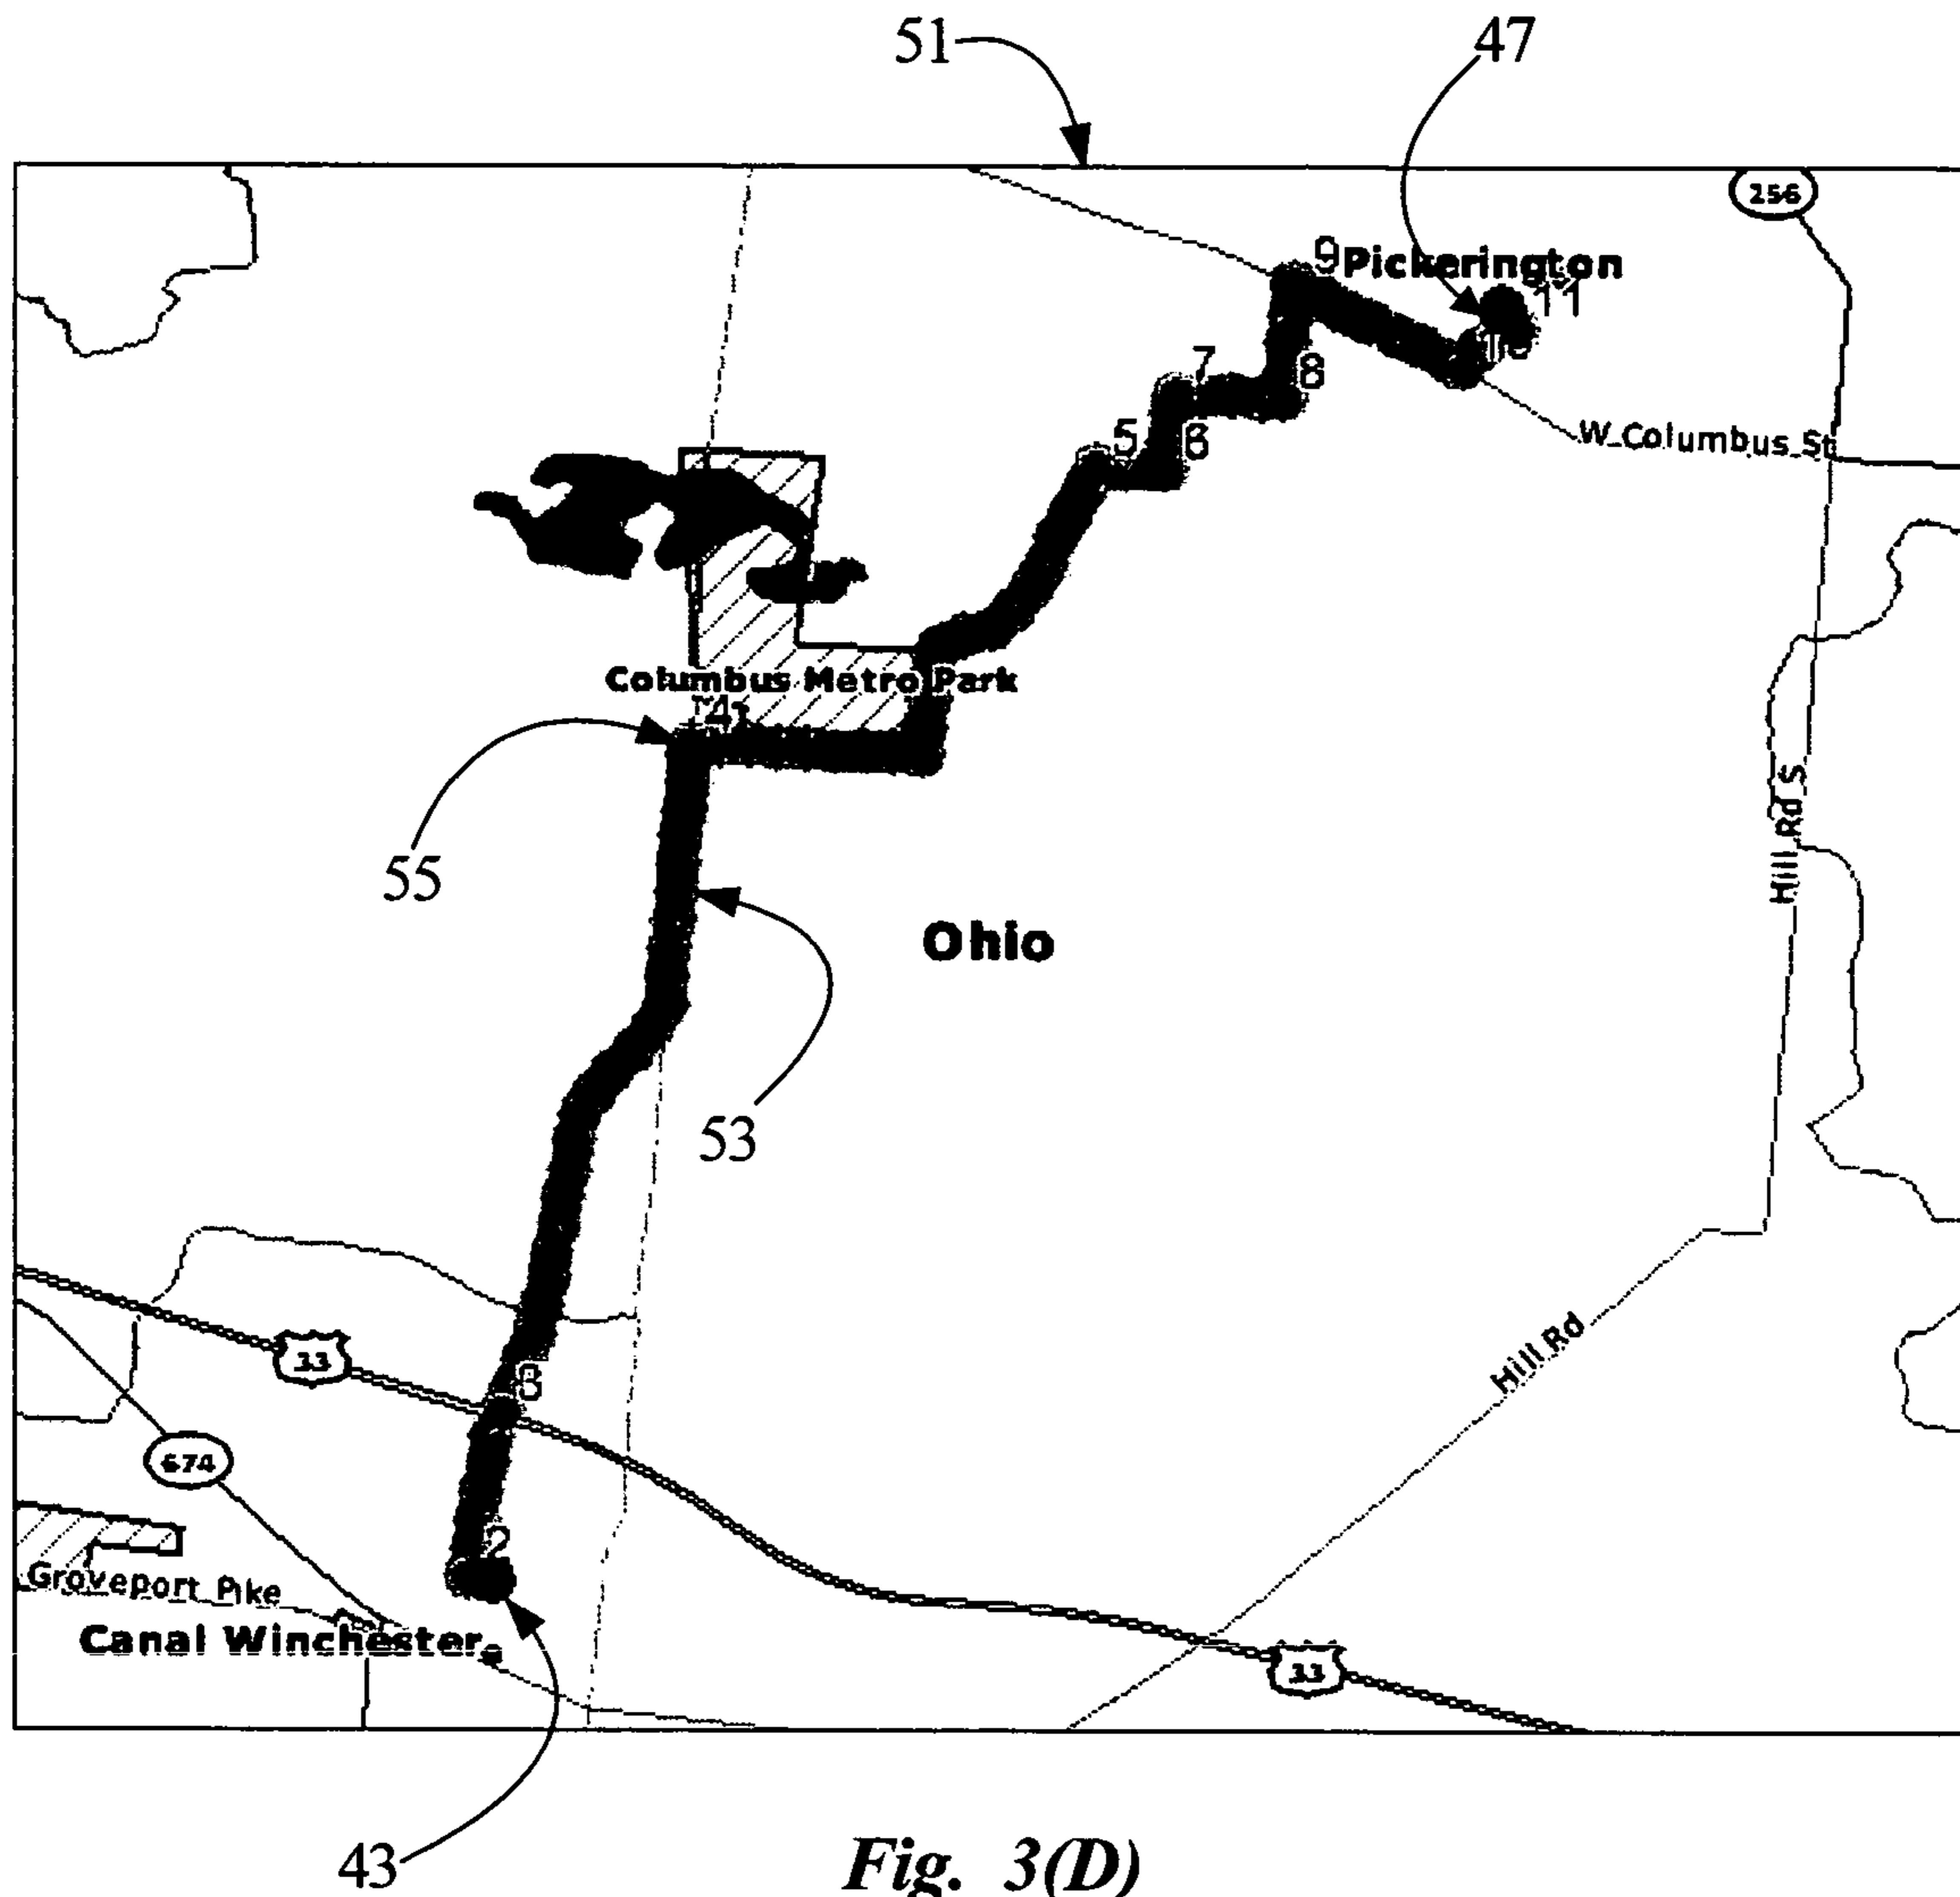 51
47
256
9
Pickerington
11
10
7
8
W Columbus St
5
6
Columbus Metro Park
4
55
Hill Rd S
Ohio
53
Hill Rd
33
3
674
2
Groveport Pike
Canal Winchester
33
43
Fig. 3(D)